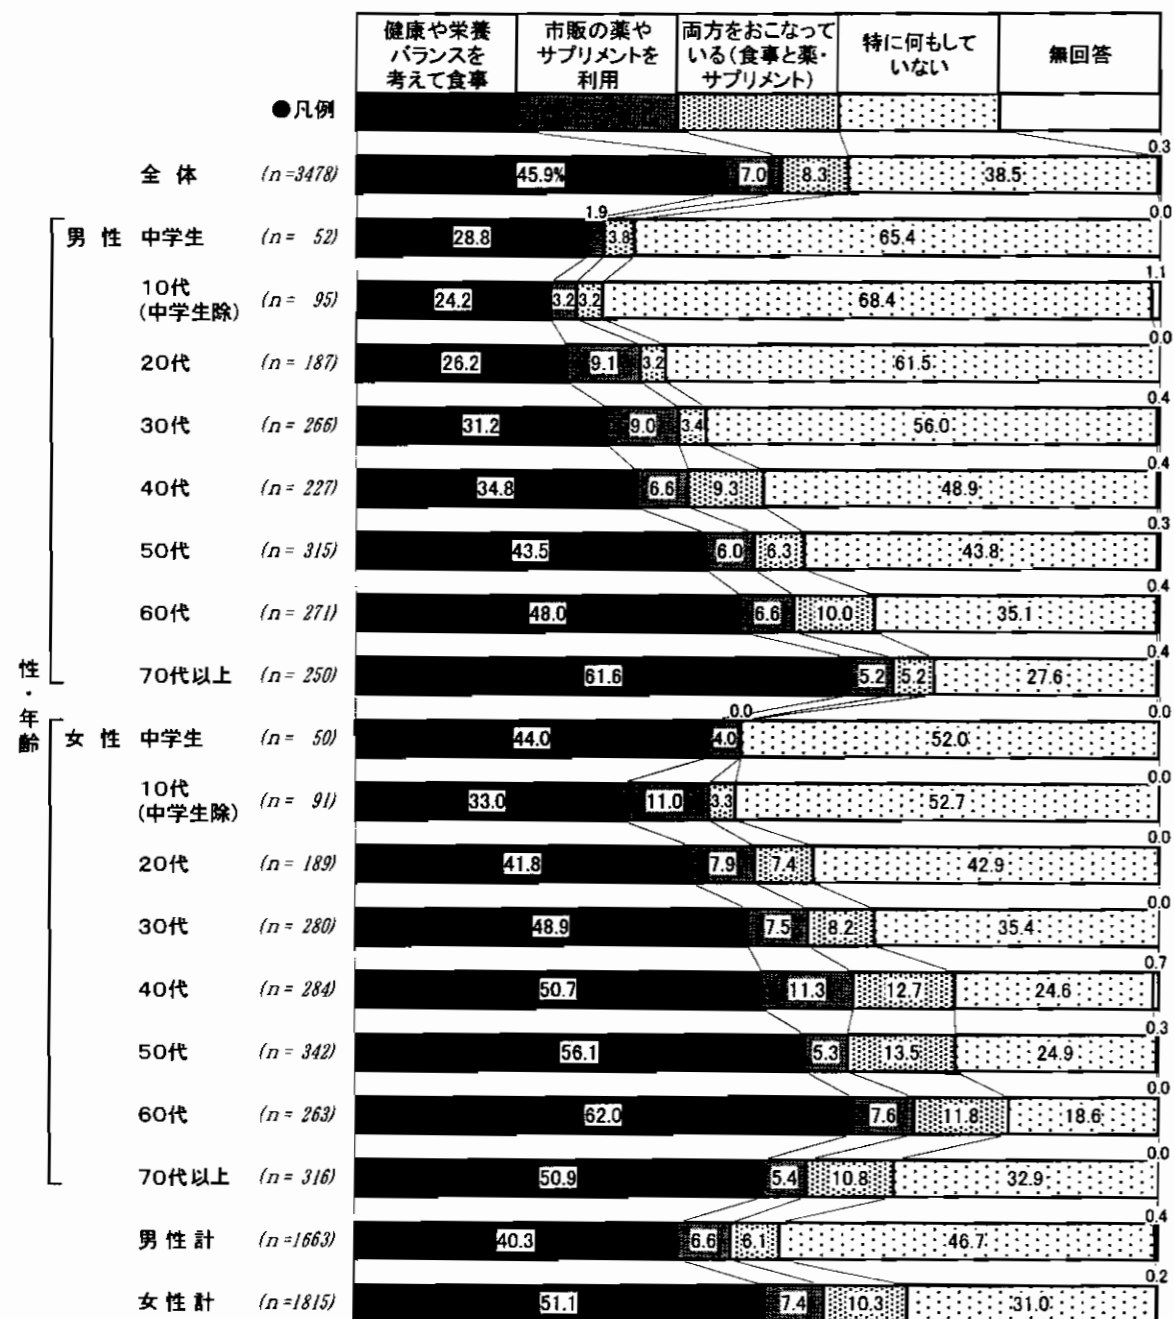 健康や栄養
バランスを
考えて食事
市販の薬や
サプリメントを
利用
両方をおこなって
いる(食事と薬・
サプリメント)
特に何もして
いない
無回答
●凡例
全体 (n=3478) 45.9% 7.0 8.3 38.5 0.3
性・年齢
男性 中学生 (n= 52) 28.8 1.9 3.8 65.4 0.0
10代
(中学生除) (n= 95) 24.2 3.2 3.2 68.4 1.1
20代 (n= 187) 26.2 9.1 3.2 61.5 0.0
30代 (n= 266) 31.2 9.0 3.4 56.0 0.4
40代 (n= 227) 34.8 6.6 9.3 48.9 0.4
50代 (n= 315) 43.5 6.0 6.3 43.8 0.3
60代 (n= 271) 48.0 6.6 10.0 35.1 0.4
70代以上 (n= 250) 61.6 5.2 5.2 27.6 0.4
女性 中学生 (n= 50) 44.0 4.0 0.0 52.0 0.0
10代
(中学生除) (n= 91) 33.0 11.0 3.3 52.7 0.0
20代 (n= 189) 41.8 7.9 7.4 42.9 0.0
30代 (n= 280) 48.9 7.5 8.2 35.4 0.0
40代 (n= 284) 50.7 11.3 12.7 24.6 0.7
50代 (n= 342) 56.1 5.3 13.5 24.9 0.3
60代 (n= 263) 62.0 7.6 11.8 18.6 0.0
70代以上 (n= 316) 50.9 5.4 10.8 32.9 0.0
男性計 (n=1663) 40.3 6.6 6.1 46.7 0.4
女性計 (n=1815) 51.1 7.4 10.3 31.0 0.2